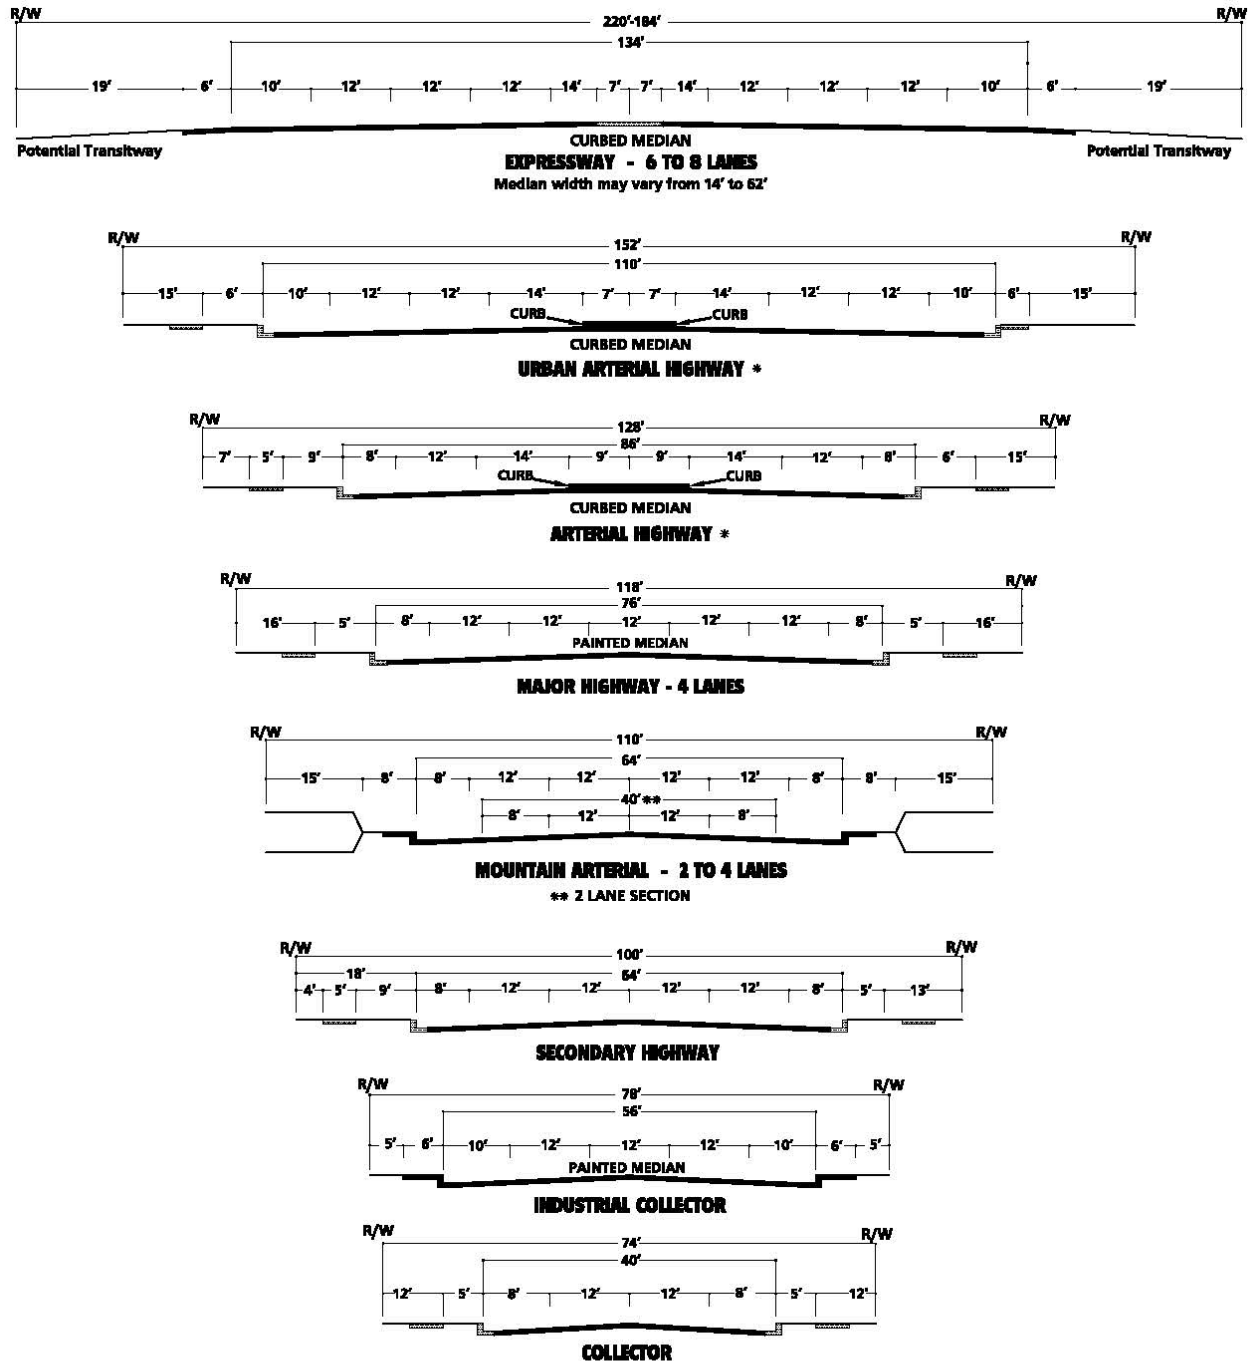 R/W R/W
220'-184'
134'
19' 6' 10' 12' 12' 12' 14' 7' 7' 14' 12' 12' 12' 10' 6' 19'
CURBED MEDIAN
Potential Transitway Potential Transitway
EXPRESSWAY - 6 TO 8 LANES
Median width may vary from 14' to 62'
R/W R/W
152'
110'
15' 6' 10' 12' 12' 14' 7' 7' 14' 12' 12' 10' 6' 15'
CURB CURB
CURBED MEDIAN
URBAN ARTERIAL HIGHWAY *
R/W R/W
128'
86'
7' 5' 9' 8' 12' 14' 9' 9' 14' 12' 8' 6' 15'
CURB CURB
CURBED MEDIAN
ARTERIAL HIGHWAY *
R/W R/W
118'
76'
16' 5' 8' 12' 12' 12' 12' 12' 8' 5' 16'
PAINTED MEDIAN
MAJOR HIGHWAY - 4 LANES
R/W R/W
110'
64'
15' 8' 8' 12' 12' 12' 12' 8' 8' 15'
40'**
8' 12' 12' 8'
MOUNTAIN ARTERIAL - 2 TO 4 LANES
** 2 LANE SECTION
R/W R/W
100'
18' 64'
4' 5' 9' 8' 12' 12' 12' 12' 8' 5' 13'
SECONDARY HIGHWAY
R/W R/W
78'
56'
5' 6' 10' 12' 12' 12' 10' 6' 5'
PAINTED MEDIAN
INDUSTRIAL COLLECTOR
R/W R/W
74'
40'
12' 5' 8' 12' 12' 8' 5' 12'
COLLECTOR